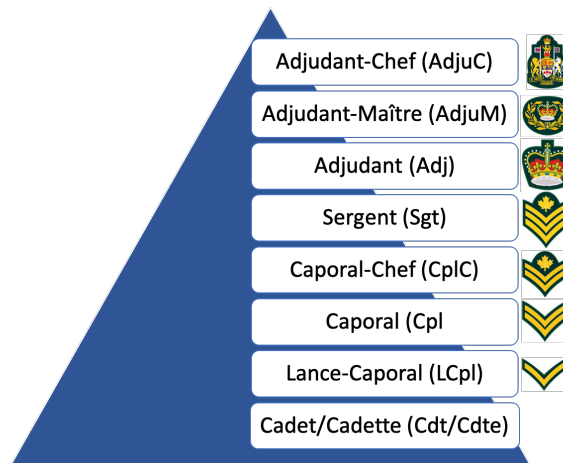 Adjudant-Chef (AdjuC)
Adjudant-Maître (AdjuM)
Adjudant (Adj)
Sergent (Sgt)
Caporal-Chef (CplC)
Caporal (Cpl
Lance-Caporal (LCpl)
Cadet/Cadette (Cdt/Cdte)